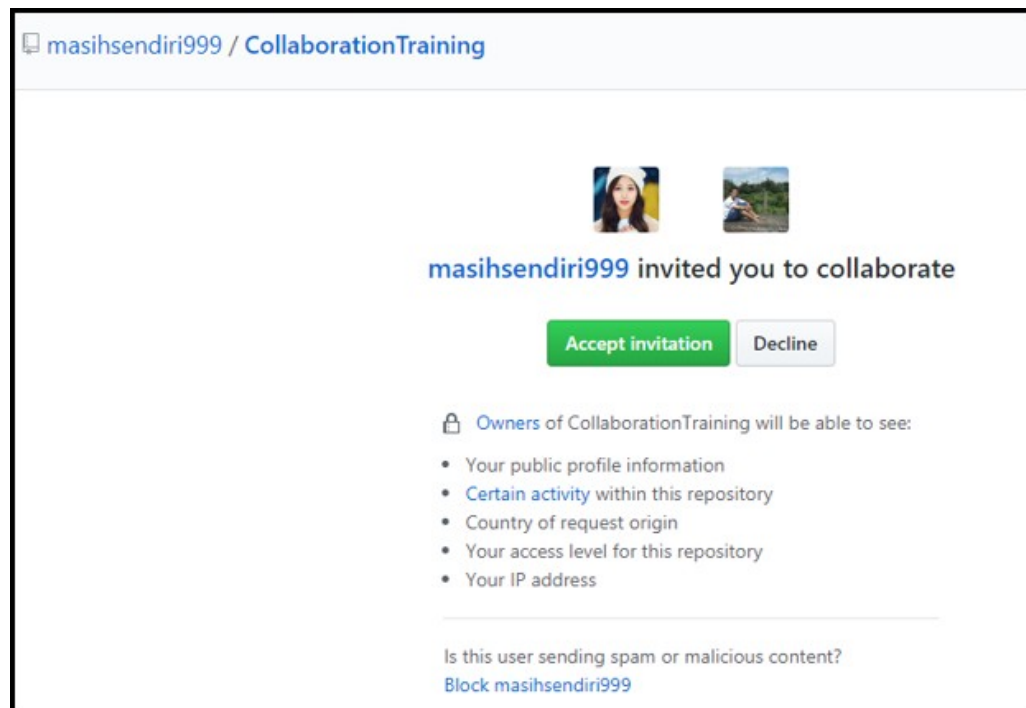 masihsendiri999 / CollaborationTraining
masihsendiri999 invited you to collaborate
Accept invitation Decline
Owners of CollaborationTraining will be able to see:
• Your public profile information
• Certain activity within this repository
• Country of request origin
• Your access level for this repository
• Your IP address
Is this user sending spam or malicious content?
Block masihsendiri999